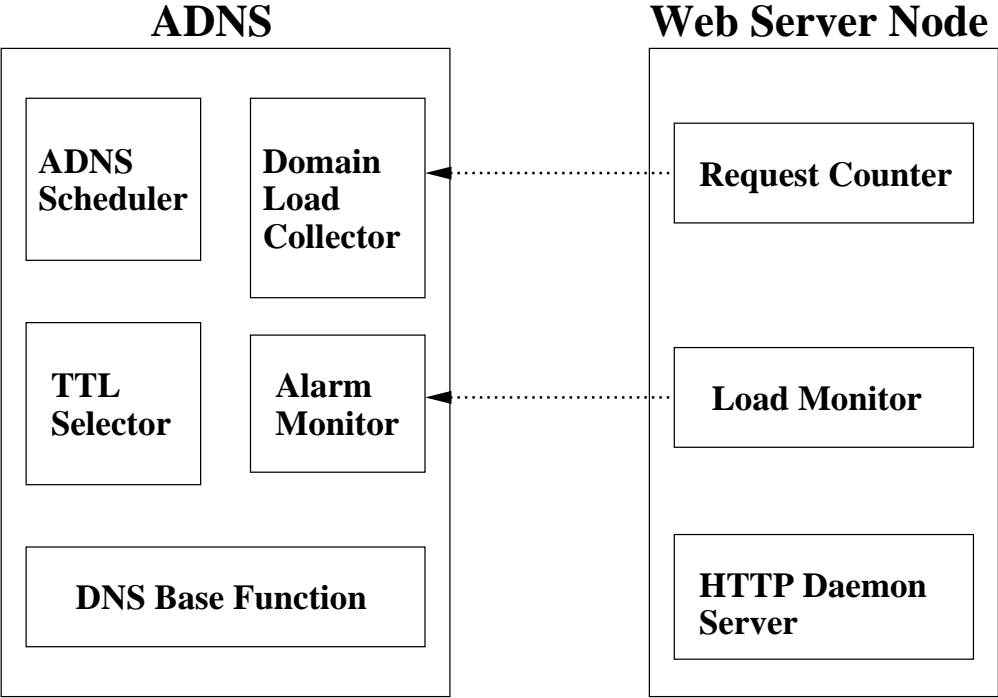 ADNS
Web Server Node
ADNS
Scheduler
Domain
Load
Collector
Request Counter
TTL
Selector
Alarm
Monitor
Load Monitor
DNS Base Function
HTTP Daemon
Server